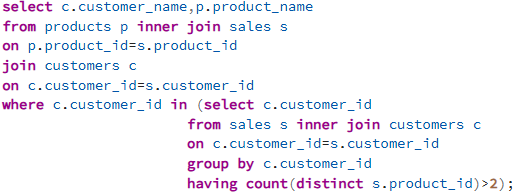 select c.customer_name,p.product_name
from products p inner join sales s
on p.product_id=s.product_id
join customers c
on c.customer_id=s.customer_id
where c.customer_id in (select c.customer_id
from sales s inner join customers c
on c.customer_id=s.customer_id
group by c.customer_id
having count(distinct s.product_id)>2);